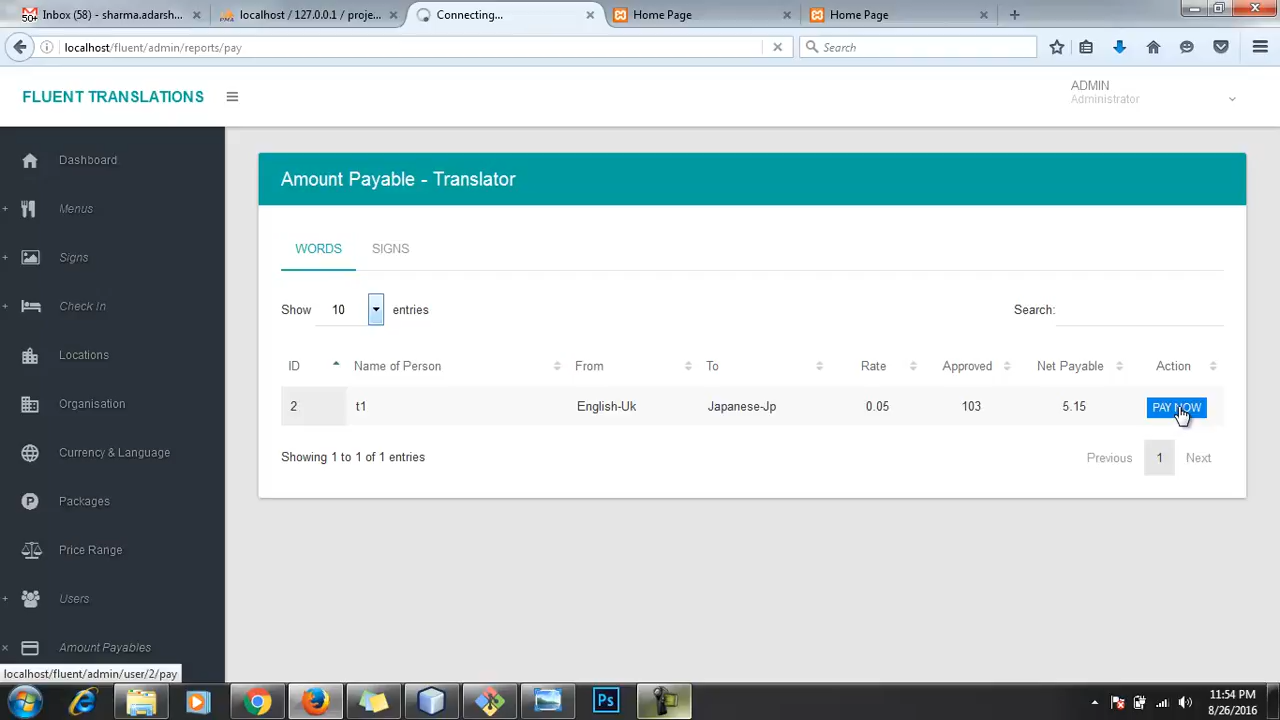 Inbox (58) - sharma.adarsh...
localhost / 127.0.0.1 / proje...
Connecting...
Home Page
Home Page
localhost/fluent/admin/reports/pay
Search
FLUENT TRANSLATIONS
ADMIN
Administrator
Dashboard
Menus
Signs
Check In
Locations
Organisation
Currency & Language
Packages
Price Range
Users
Amount Payables
Amount Payable - Translator
WORDS SIGNS
Show 10 entries
Search:
ID Name of Person From To Rate Approved Net Payable Action
2 t1 English-Uk Japanese-Jp 0.05 103 5.15 PAY NOW
Showing 1 to 1 of 1 entries
Previous 1 Next
localhost/fluent/admin/user/2/pay
Ps
11:54 PM
8/26/2016